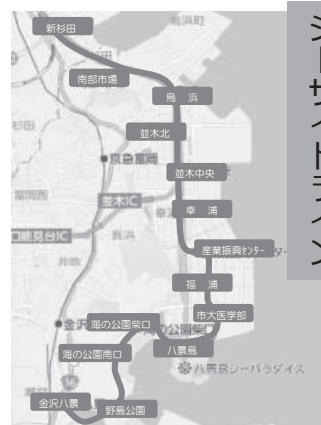 シーサイドライン
新杉田
南部市場
鳥浜
並木北
京急富岡
並木中央
並木IC
幸浦
産業振興センター
福浦
市大医学部
海の公園柴口
八景島
海の公園南口
八景島シーパラダイス
16
金沢八景
野島公園